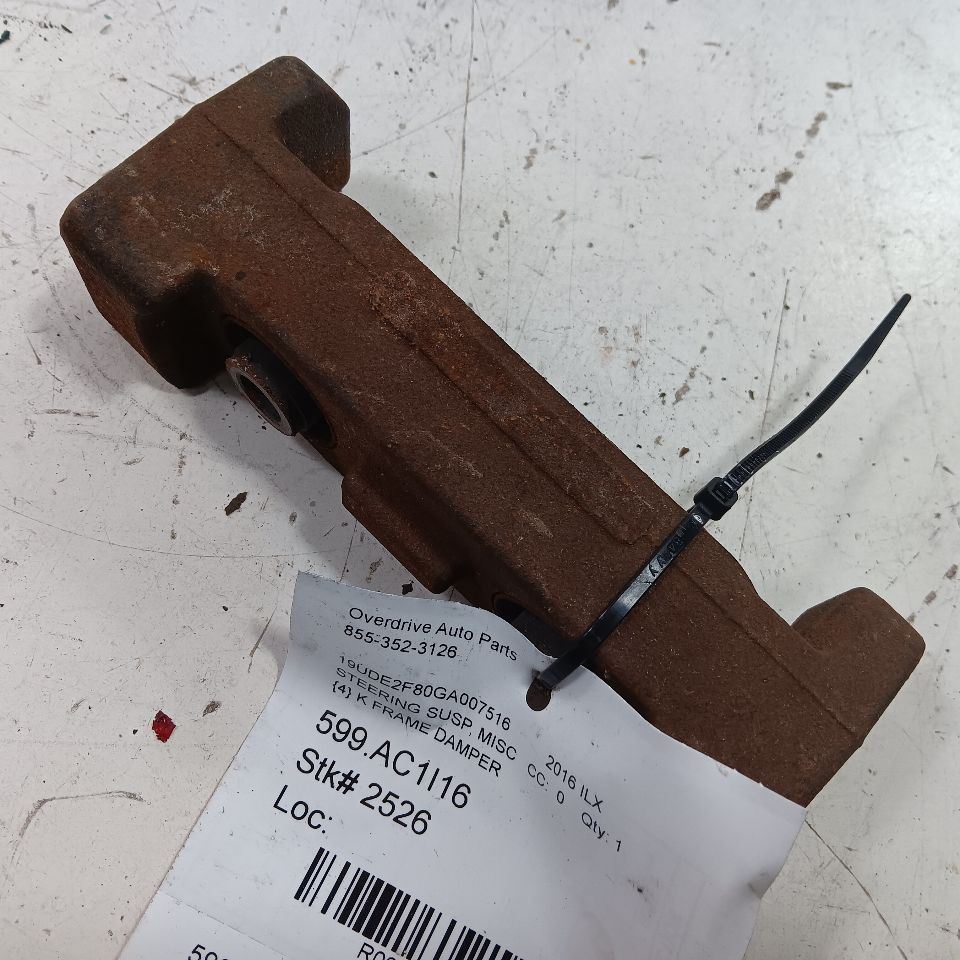 Overdrive Auto Parts
855-352-3126
19UDE2F80GA007516
STEERING SUSP, MISC
{4} K FRAME DAMPER
2016 ILX
CC: 0
Qty: 1
599.AC1I16
Stk# 2526
Loc: